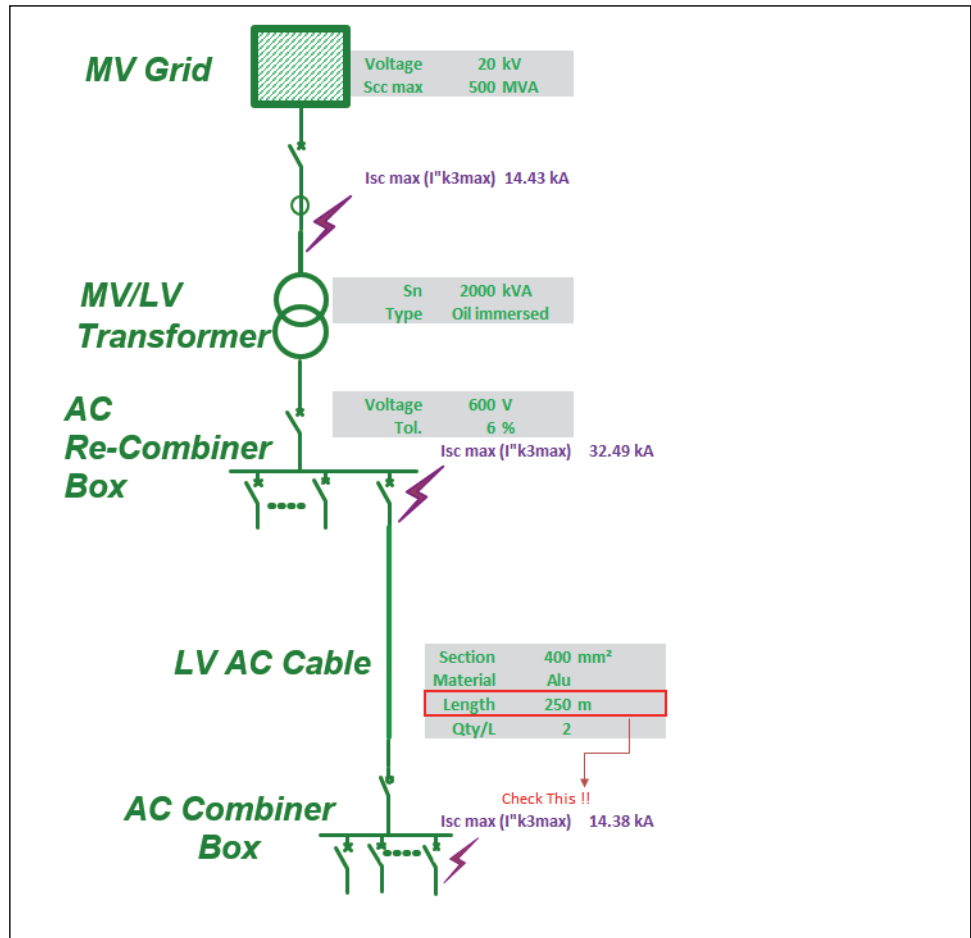 MV Grid
Voltage 20 kV
Scc max 500 MVA
Isc max (I"k3max) 14.43 kA
MV/LV
Transformer
Sn 2000 kVA
Type Oil immersed
AC
Re-Combiner
Box
Voltage 600 V
Tol. 6 %
Isc max (I"k3max) 32.49 kA
LV AC Cable
Section 400 mm²
Material Alu
Length 250 m
Qty/L 2
Check This !!
AC Combiner
Box
Isc max (I"k3max) 14.38 kA